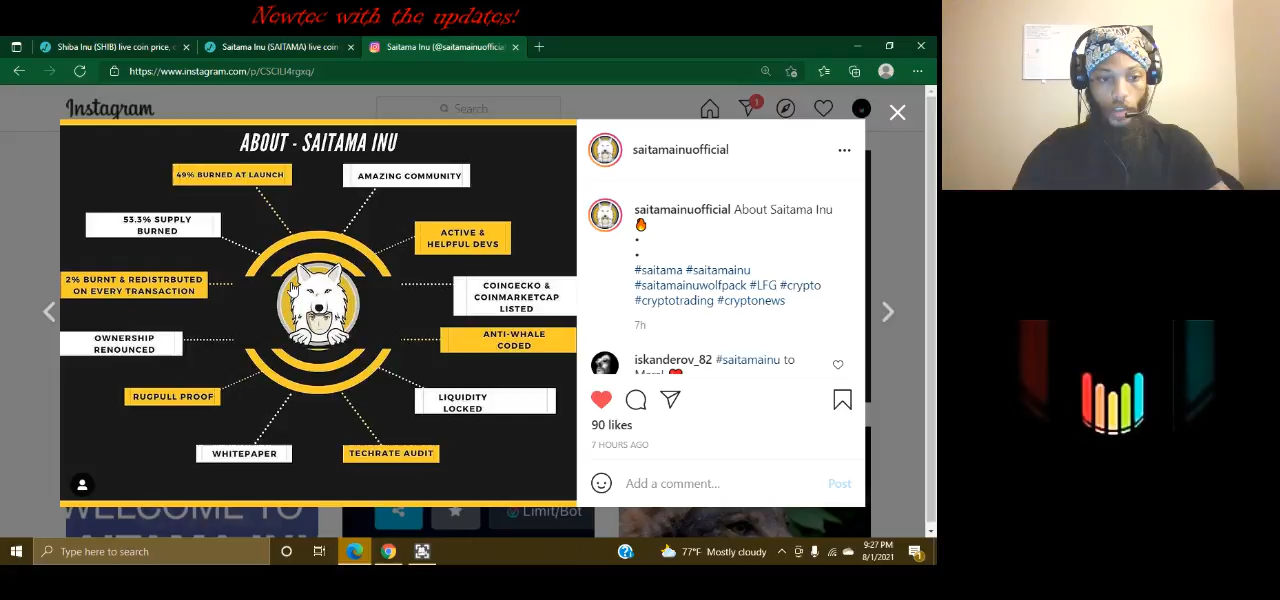 Newtec with the updates!
Shiba Inu (SHIB) live coin price, c
Saitama Inu (SAITAMA) live coin
Saitama Inu (@saitamainuofficial
https://www.instagram.com/p/CSCILI4rgxq/
Instagram
Search
1
ABOUT - SAITAMA INU
49% BURNED AT LAUNCH
AMAZING COMMUNITY
53.3% SUPPLY
BURNED
ACTIVE &
HELPFUL DEVS
2% BURNT & REDISTRBUTED
ON EVERY TRANSACTION
COINGECKO &
COINMARKETCAP
LISTED
OWNERSHIP
RENOUNCED
ANTI-WHALE
CODED
RUGPULL PROOF
LIQUIDITY
LOCKED
WHITEPAPER
TECHRATE AUDIT
saitamainuofficial
saitamainuofficial About Saitama Inu
#saitama #saitamainu
#saitamainuwolfpack #LFG #crypto
#cryptotrading #cryptonews
7h
iskanderov_82 #saitamainu to
90 likes
7 HOURS AGO
Add a comment...
Post
WELCOME TO
Limit/Bot
Type here to search
77°F Mostly cloudy
9:27 PM
8/1/2021
1